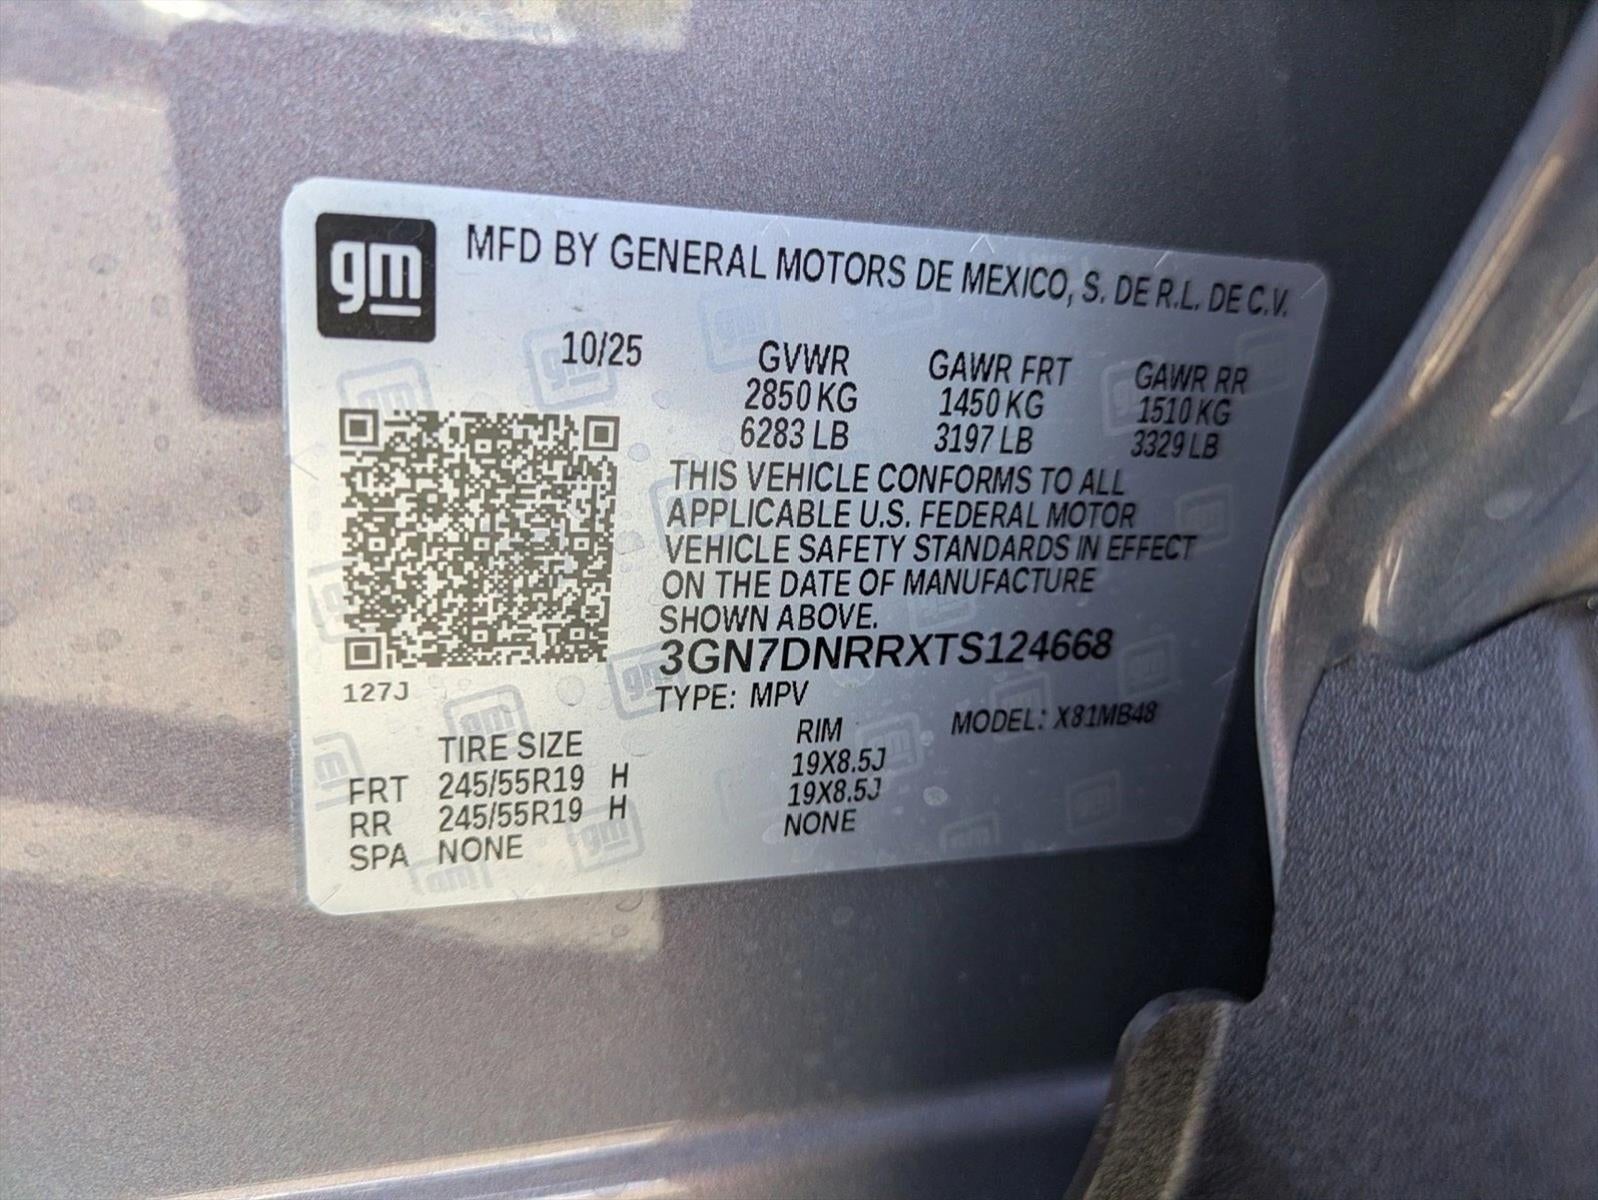 gm
MFD BY GENERAL MOTORS DE MEXICO, S. DE R.L. DE C.V.
10/25 GVWR GAWR FRT GAWR RR
2850 KG 1450 KG 1510 KG
6283 LB 3197 LB 3329 LB
THIS VEHICLE CONFORMS TO ALL
APPLICABLE U.S. FEDERAL MOTOR
VEHICLE SAFETY STANDARDS IN EFFECT
ON THE DATE OF MANUFACTURE
SHOWN ABOVE.
3GN7DNRRXTS124668
127J
TYPE: MPV MODEL: X81MB48
TIRE SIZE RIM
FRT 245/55R19 H 19X8.5J
RR 245/55R19 H 19X8.5J
SPA NONE NONE